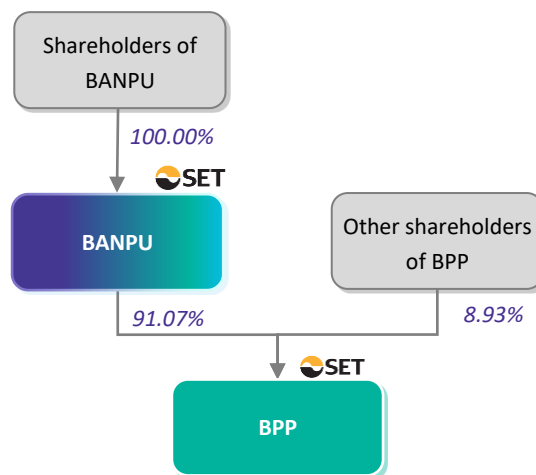 Shareholders of
BANPU
100.00%
SET
BANPU
Other shareholders
of BPP
91.07%
8.93%
SET
BPP